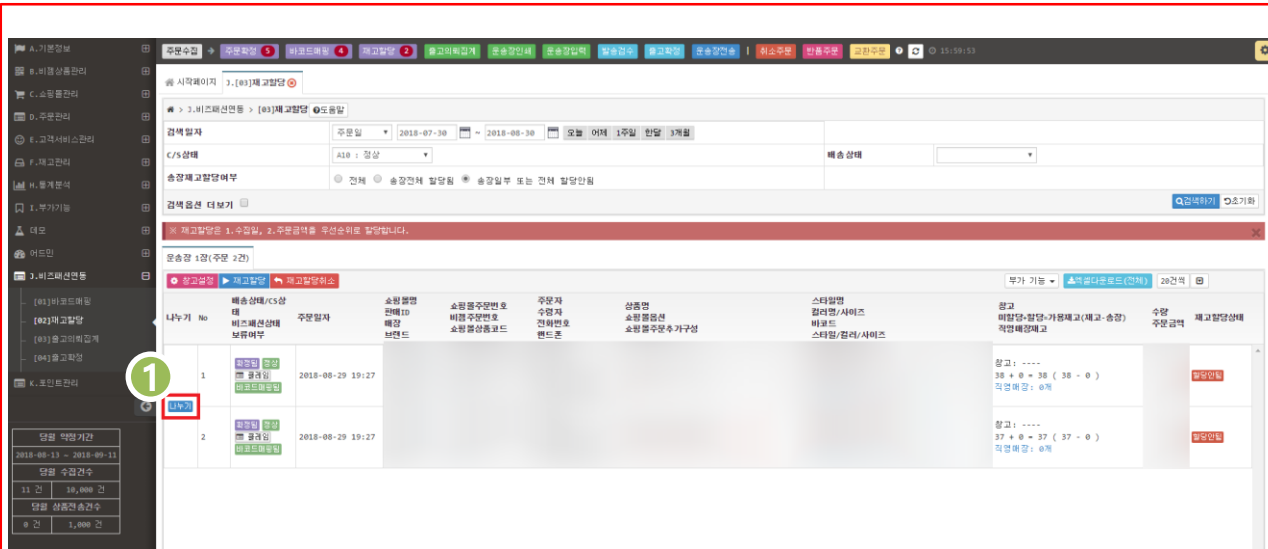 A.기본정보
B.비젬상품관리
C.쇼핑몰관리
D.주문관리
E.고객서비스관리
F.재고관리
H.통계분석
I.부가기능
데모
어드민
J.비즈패션연동
[01]바코드매핑
[02]재고할당
[03]출고의뢰집계
[04]출고확정
K.포인트관리
당월 약정기간
2018-08-13 ~ 2018-09-11
당월 수집건수
11 건 10,000 건
당월 상품전송건수
0 건 1,000 건
주문수집 주문확정 5 바코드매핑 4 재고할당 2 출고의뢰집계 운송장인쇄 운송장입력 발송검수 출고확정 운송장전송 | 취소주문 반품주문 교환주문 15:59:53
시작페이지 J.[03]재고할당
> J.비즈패션연동 > [03]재고할당 도움말
검색일자 주문일 2018-07-30 ~ 2018-08-30 오늘 어제 1주일 한달 3개월
C/S상태 A10 : 정상 배송상태
송장재고할당여부 전체 송장전체 할당됨 송장일부 또는 전체 할당안됨
검색옵션 더보기 검색하기 초기화
※ 재고할당은 1.수집일, 2.주문금액을 우선순위로 할당합니다.
운송장 1장(주문 2건)
창고설정 재고할당 재고할당취소 부가 기능 엑셀다운로드(전체) 20건씩
나누기 No 배송상태/CS상태 비즈패션상태 보류여부 주문일자 쇼핑몰명 판매ID 매장 브랜드 쇼핑몰주문번호 비젬주문번호 쇼핑몰상품코드 주문자 수령자 전화번호 핸드폰 상품명 쇼핑몰옵션 쇼핑몰주문추가구성 스타일명 컬러명/사이즈 바코드 스타일/컬러/사이즈 창고 미할당+할당=가용재고(재고-송장) 직영매장재고 수량 주문금액 재고할당상태
1
확정됨 정상
1 클레임 2018-08-29 19:27
바코드매핑됨
창고: ----
38 + 0 = 38 ( 38 - 0 )
직영매장: 0개
할당안됨
나누기
확정됨 정상
2 클레임 2018-08-29 19:27
바코드매핑됨
창고: ----
37 + 0 = 37 ( 37 - 0 )
직영매장: 0개
할당안됨